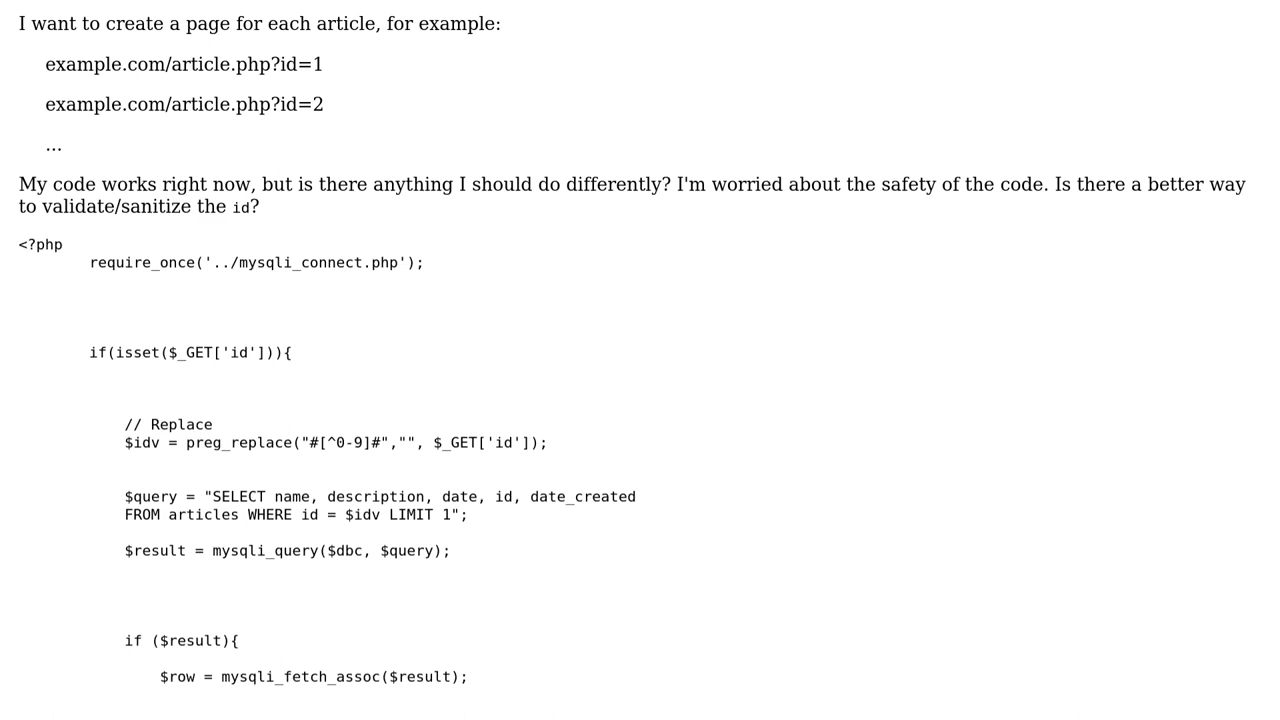 I want to create a page for each article, for example:
example.com/article.php?id=1
example.com/article.php?id=2
...
My code works right now, but is there anything I should do differently? I'm worried about the safety of the code. Is there a better way
to validate/sanitize the id?
<?php
require_once('../mysqli_connect.php');
if(isset($_GET['id'])){
// Replace
$idv = preg_replace("#[^0-9]#","", $_GET['id']);
$query = "SELECT name, description, date, id, date_created
FROM articles WHERE id = $idv LIMIT 1";
$result = mysqli_query($dbc, $query);
if ($result){
$row = mysqli_fetch_assoc($result);